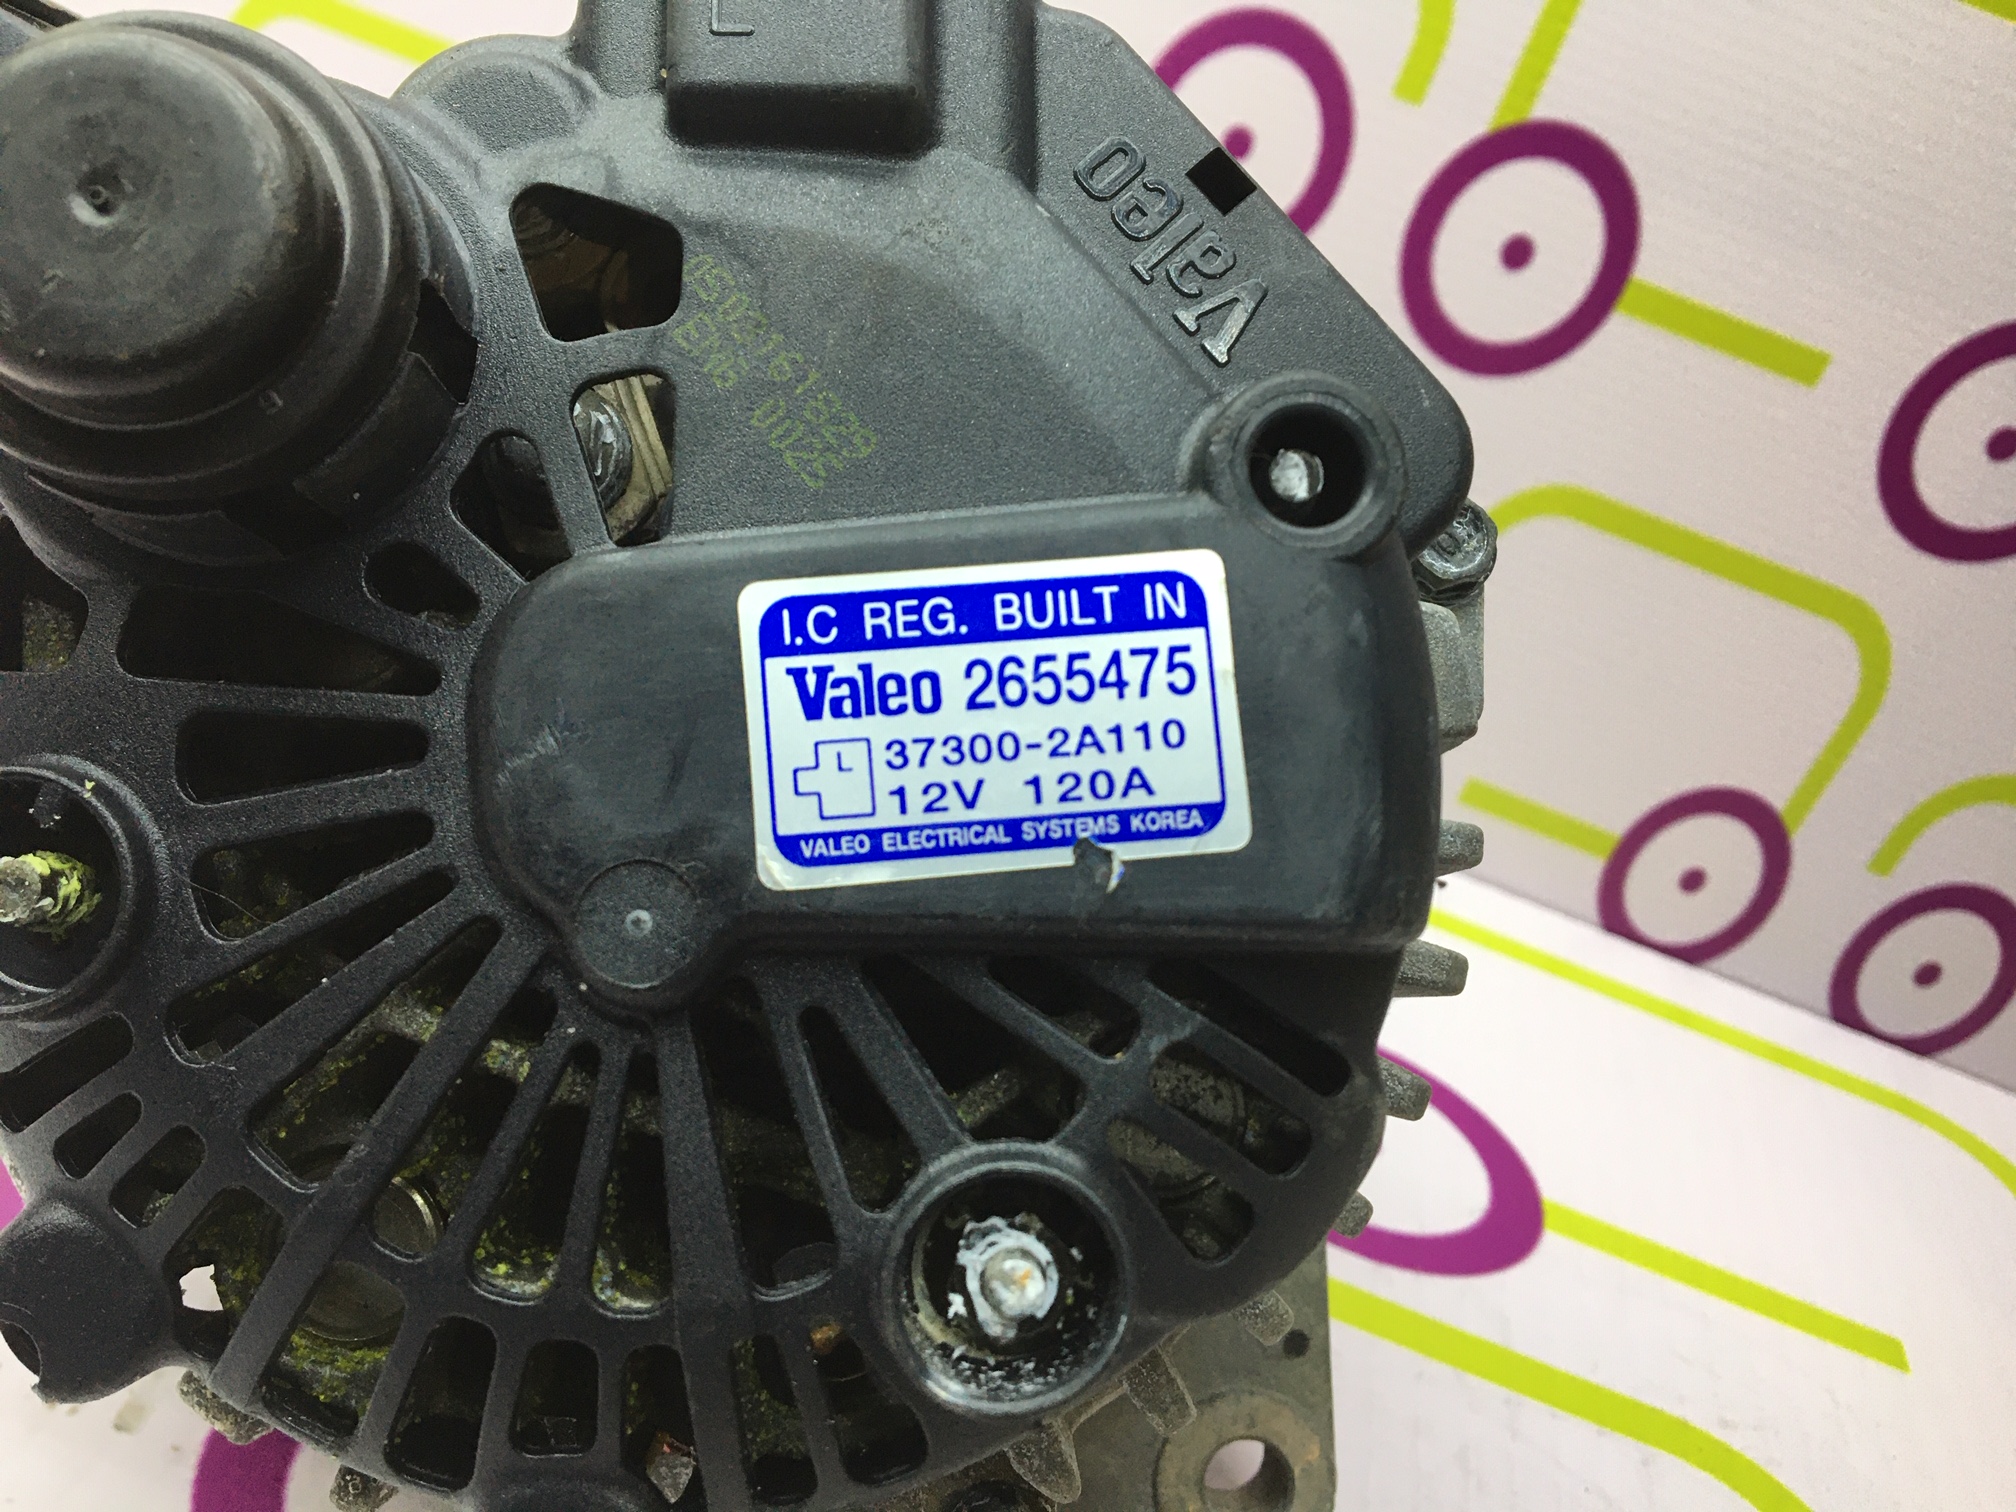 L
Valeo
I.C REG. BUILT IN
Valeo 2655475
L 37300-2A110
12V 120A
VALEO ELECTRICAL SYSTEMS KOREA